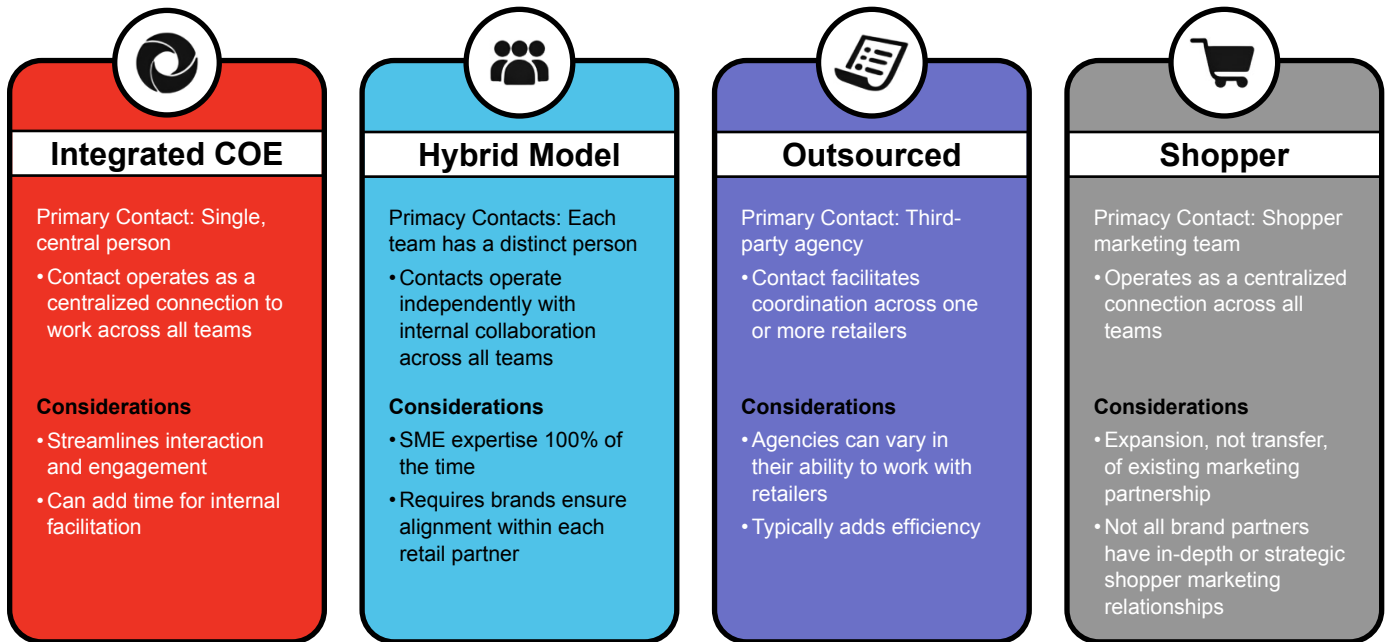 Integrated COE
Primary Contact: Single,
central person
• Contact operates as a
centralized connection to
work across all teams
Considerations
• Streamlines interaction
and engagement
• Can add time for internal
facilitation
Hybrid Model
Primacy Contacts: Each
team has a distinct person
• Contacts operate
independently with
internal collaboration
across all teams
Considerations
• SME expertise 100% of
the time
• Requires brands ensure
alignment within each
retail partner
Outsourced
Primary Contact: Third-
party agency
• Contact facilitates
coordination across one
or more retailers
Considerations
• Agencies can vary in
their ability to work with
retailers
• Typically adds efficiency
Shopper
Primacy Contact: Shopper
marketing team
• Operates as a centralized
connection across all
teams
Considerations
• Expansion, not transfer,
of existing marketing
partnership
• Not all brand partners
have in-depth or strategic
shopper marketing
relationships